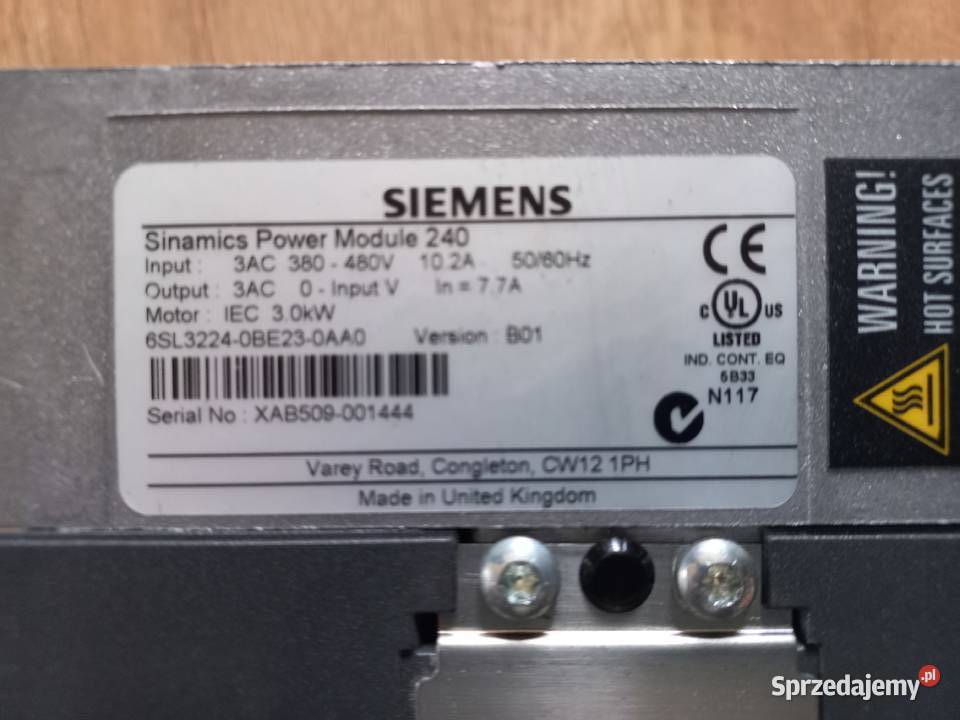 SIEMENS
Sinamics Power Module 240
Input : 3AC 380 - 480V 10.2A 50/60Hz
Output : 3AC 0 - Input V In = 7.7A
Motor : IEC 3.0kW
6SL3224-0BE23-0AA0 Version : B01
Serial No : XAB509-001444
CE
C UL US
LISTED
IND. CONT. EQ
5B33
N117
Varey Road, Congleton, CW12 1PH
Made in United Kingdom
WARNING!
HOT SURFACES
Sprzedajemy.pl